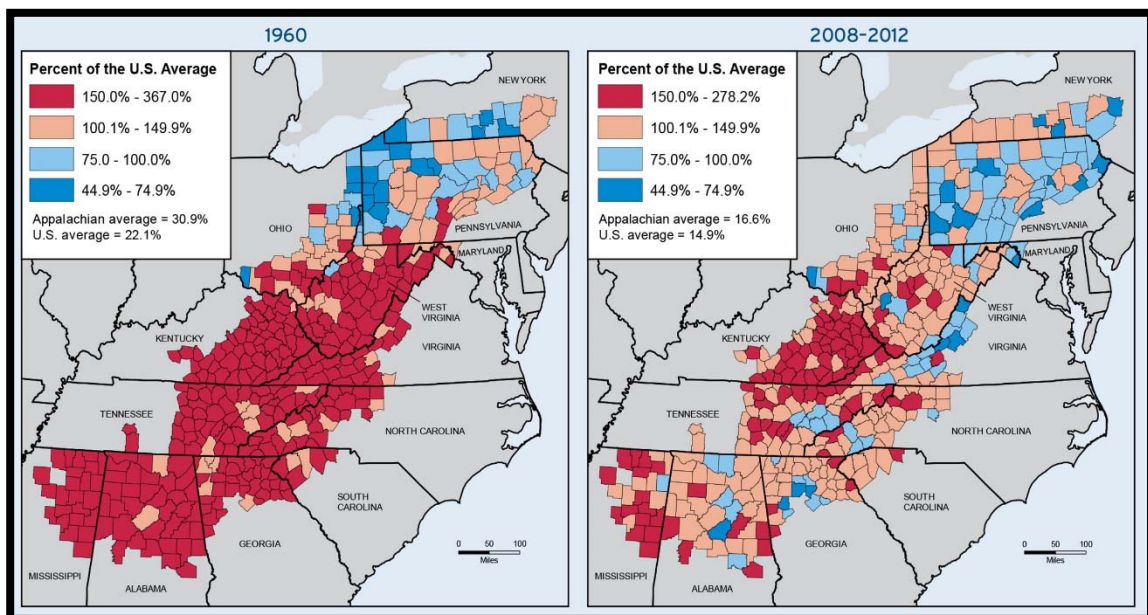 1960
Percent of the U.S. Average
150.0% - 367.0%
100.1% - 149.9%
75.0 - 100.0%
44.9% - 74.9%
Appalachian average = 30.9%
U.S. average = 22.1%
NEW YORK
OHIO
PENNSYLVANIA
MARYLAND
WEST
VIRGINIA
KENTUCKY
VIRGINIA
TENNESSEE
NORTH CAROLINA
SOUTH
CAROLINA
GEORGIA
MISSISSIPPI
ALABAMA
0 50 100
Miles
2008-2012
Percent of the U.S. Average
150.0% - 278.2%
100.1% - 149.9%
75.0% - 100.0%
44.9% - 74.9%
Appalachian average = 16.6%
U.S. average = 14.9%
NEW YORK
OHIO
PENNSYLVANIA
MARYLAND
WEST
VIRGINIA
KENTUCKY
VIRGINIA
TENNESSEE
NORTH CAROLINA
SOUTH
CAROLINA
GEORGIA
MISSISSIPPI
ALABAMA
0 50 100
Miles